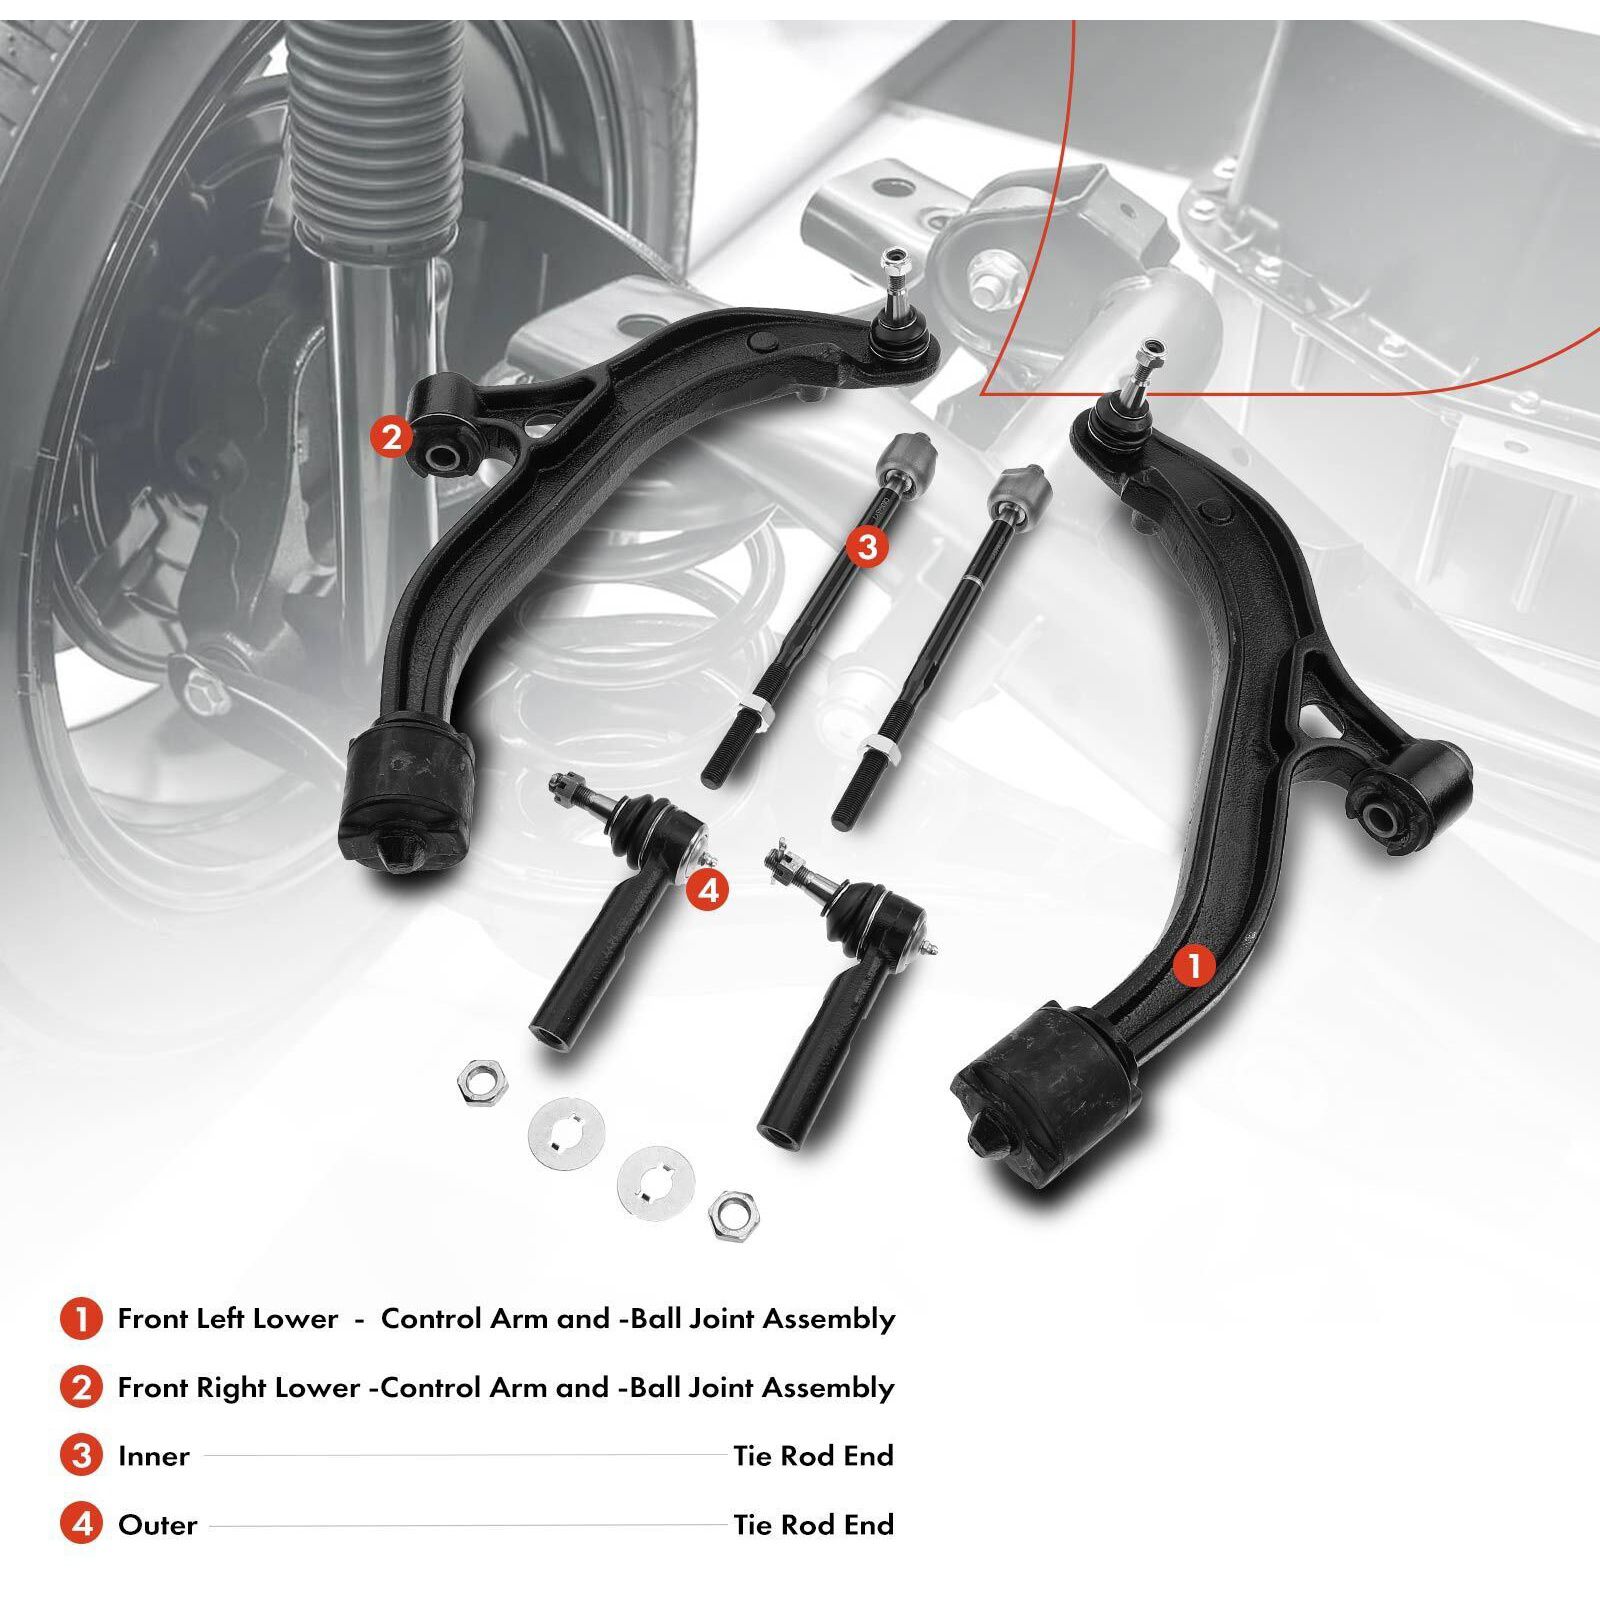 2
3
4
1
1 Front Left Lower - Control Arm and -Ball Joint Assembly
2 Front Right Lower -Control Arm and -Ball Joint Assembly
3 Inner Tie Rod End
4 Outer Tie Rod End